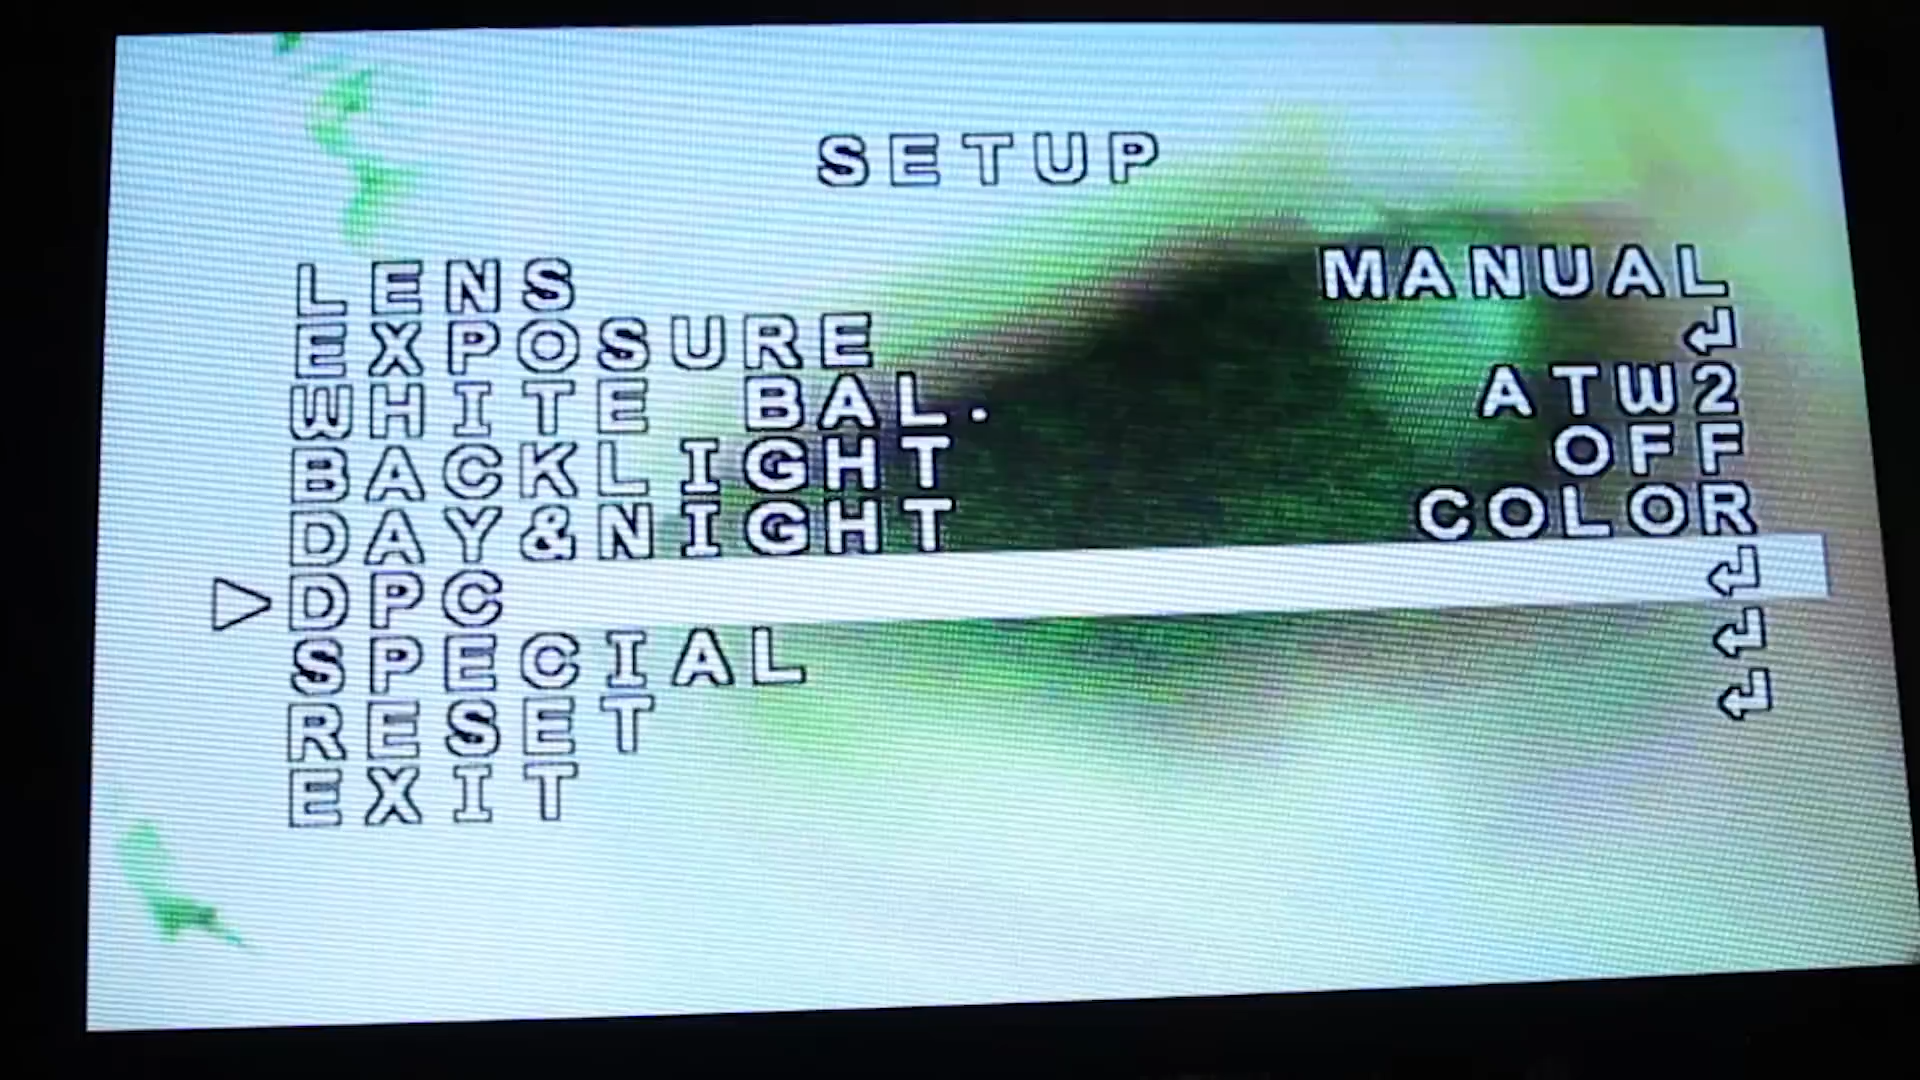 SETUP
LENS MANUAL
EXPOSURE ↵
WHITE BAL. ATW2
BACKLIGHT OFF
DAY&NIGHT COLOR
▷DPC ↵
SPECIAL ↵
RESET ↵
EXIT